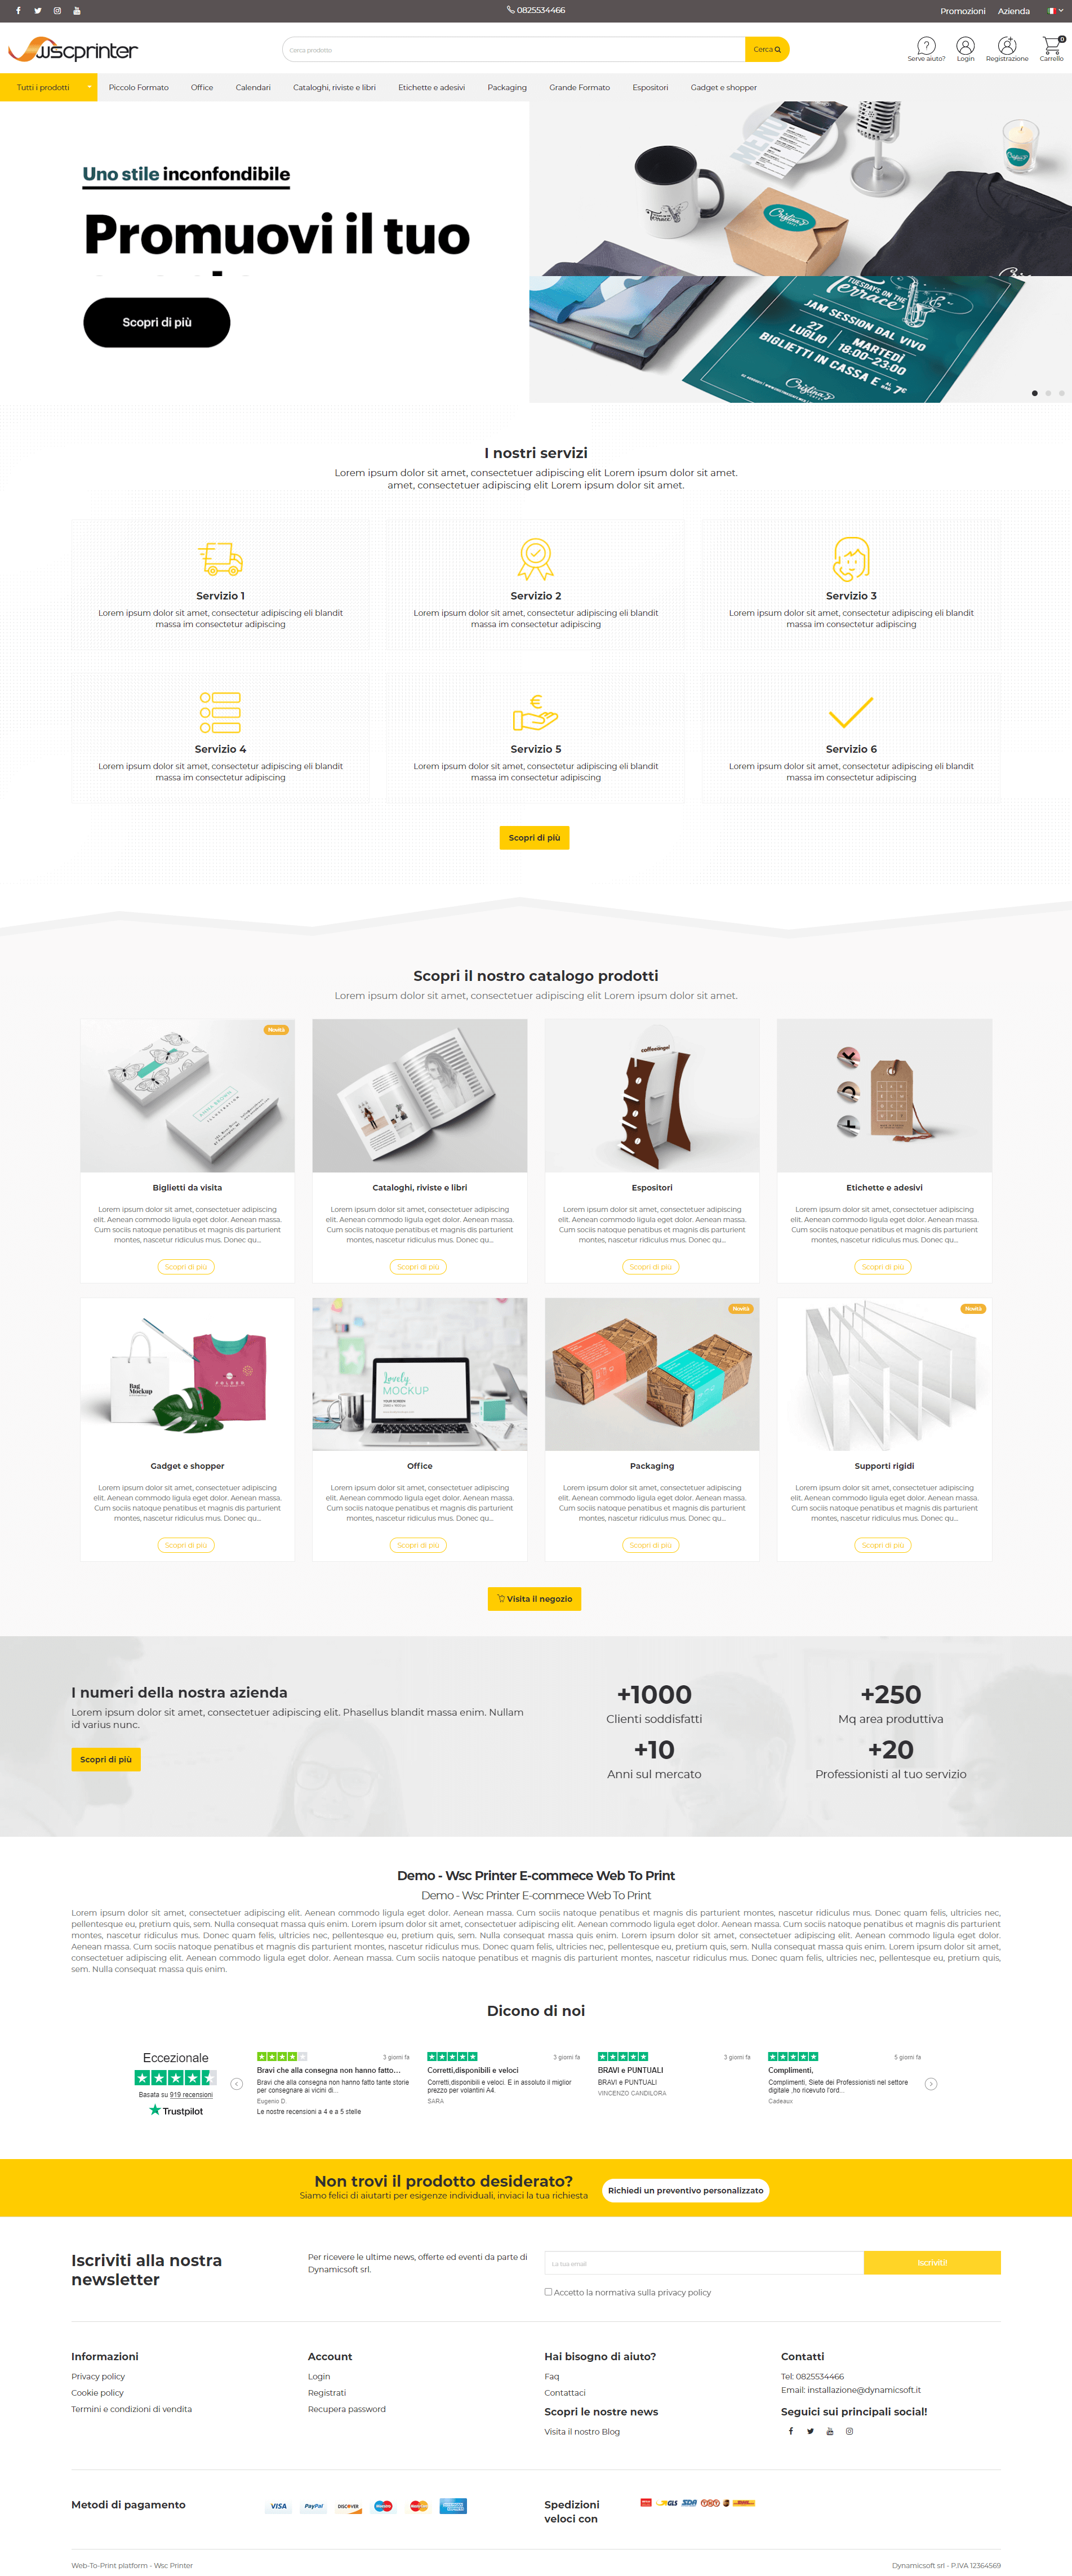 0825534466
Promozioni Azienda
wscprinter
Cerca prodotto
Cerca
Serve aiuto? Login Registrazione Carrello
0
Tutti i prodotti Piccolo Formato Office Calendari Cataloghi, riviste e libri Etichette e adesivi Packaging Grande Formato Espositori Gadget e shopper
Uno stile inconfondibile
Promuovi il tuo
Scopri di più
TUESDAYS ON THE
Terrace
JAM SESSION DAL VIVO
27 LUGLIO
MARTEDÌ
18:00-23:00
BIGLIETTI IN CASSA E AL BAR 7€
Cristina's
I nostri servizi
Lorem ipsum dolor sit amet, consectetuer adipiscing elit Lorem ipsum dolor sit amet.
amet, consectetuer adipiscing elit Lorem ipsum dolor sit amet.
Servizio 1
Lorem ipsum dolor sit amet, consectetur adipiscing eli blandit
massa im consectetur adipiscing
Servizio 2
Lorem ipsum dolor sit amet, consectetur adipiscing eli blandit
massa im consectetur adipiscing
Servizio 3
Lorem ipsum dolor sit amet, consectetur adipiscing eli blandit
massa im consectetur adipiscing
Servizio 4
Lorem ipsum dolor sit amet, consectetur adipiscing eli blandit
massa im consectetur adipiscing
Servizio 5
Lorem ipsum dolor sit amet, consectetur adipiscing eli blandit
massa im consectetur adipiscing
Servizio 6
Lorem ipsum dolor sit amet, consectetur adipiscing eli blandit
massa im consectetur adipiscing
Scopri di più
Scopri il nostro catalogo prodotti
Lorem ipsum dolor sit amet, consectetuer adipiscing elit Lorem ipsum dolor sit amet.
Novità
Biglietti da visita
Lorem ipsum dolor sit amet, consectetuer adipiscing
elit. Aenean commodo ligula eget dolor. Aenean massa.
Cum sociis natoque penatibus et magnis dis parturient
montes, nascetur ridiculus mus. Donec qu...
Scopri di più
Cataloghi, riviste e libri
Lorem ipsum dolor sit amet, consectetuer adipiscing
elit. Aenean commodo ligula eget dolor. Aenean massa.
Cum sociis natoque penatibus et magnis dis parturient
montes, nascetur ridiculus mus. Donec qu...
Scopri di più
coffeeángel
Espositori
Lorem ipsum dolor sit amet, consectetuer adipiscing
elit. Aenean commodo ligula eget dolor. Aenean massa.
Cum sociis natoque penatibus et magnis dis parturient
montes, nascetur ridiculus mus. Donec qu...
Scopri di più
Etichette e adesivi
Lorem ipsum dolor sit amet, consectetuer adipiscing
elit. Aenean commodo ligula eget dolor. Aenean massa.
Cum sociis natoque penatibus et magnis dis parturient
montes, nascetur ridiculus mus. Donec qu...
Scopri di più
Bag
Mockup
Gadget e shopper
Lorem ipsum dolor sit amet, consectetuer adipiscing
elit. Aenean commodo ligula eget dolor. Aenean massa.
Cum sociis natoque penatibus et magnis dis parturient
montes, nascetur ridiculus mus. Donec qu...
Scopri di più
Lovely
MOCKUP
Office
Lorem ipsum dolor sit amet, consectetuer adipiscing
elit. Aenean commodo ligula eget dolor. Aenean massa.
Cum sociis natoque penatibus et magnis dis parturient
montes, nascetur ridiculus mus. Donec qu...
Scopri di più
Novità
Packaging
Lorem ipsum dolor sit amet, consectetuer adipiscing
elit. Aenean commodo ligula eget dolor. Aenean massa.
Cum sociis natoque penatibus et magnis dis parturient
montes, nascetur ridiculus mus. Donec qu...
Scopri di più
Novità
Supporti rigidi
Lorem ipsum dolor sit amet, consectetuer adipiscing
elit. Aenean commodo ligula eget dolor. Aenean massa.
Cum sociis natoque penatibus et magnis dis parturient
montes, nascetur ridiculus mus. Donec qu...
Scopri di più
Visita il negozio
I numeri della nostra azienda
Lorem ipsum dolor sit amet, consectetuer adipiscing elit. Phasellus blandit massa enim. Nullam
id varius nunc.
Scopri di più
+1000
Clienti soddisfatti
+250
Mq area produttiva
+10
Anni sul mercato
+20
Professionisti al tuo servizio
Demo - Wsc Printer E-commece Web To Print
Demo - Wsc Printer E-commece Web To Print
Lorem ipsum dolor sit amet, consectetuer adipiscing elit. Aenean commodo ligula eget dolor. Aenean massa. Cum sociis natoque penatibus et magnis dis parturient montes, nascetur ridiculus mus. Donec quam felis, ultricies nec,
pellentesque eu, pretium quis, sem. Nulla consequat massa quis enim. Lorem ipsum dolor sit amet, consectetuer adipiscing elit. Aenean commodo ligula eget dolor. Aenean massa. Cum sociis natoque penatibus et magnis dis parturient
montes, nascetur ridiculus mus. Donec quam felis, ultricies nec, pellentesque eu, pretium quis, sem. Nulla consequat massa quis enim. Lorem ipsum dolor sit amet, consectetuer adipiscing elit. Aenean commodo ligula eget dolor.
Aenean massa. Cum sociis natoque penatibus et magnis dis parturient montes, nascetur ridiculus mus. Donec quam felis, ultricies nec, pellentesque eu, pretium quis, sem. Nulla consequat massa quis enim. Lorem ipsum dolor sit amet,
consectetuer adipiscing elit. Aenean commodo ligula eget dolor. Aenean massa. Cum sociis natoque penatibus et magnis dis parturient montes, nascetur ridiculus mus. Donec quam felis, ultricies nec, pellentesque eu, pretium quis,
sem. Nulla consequat massa quis enim.
Dicono di noi
Eccezionale
Basata su 919 recensioni
Trustpilot
3 giorni fa
Bravi che alla consegna non hanno fatto...
Bravi che alla consegna non hanno fatto tante storie
per consegnare ai vicini di...
Eugenio D.
Le nostre recensioni a 4 e a 5 stelle
3 giorni fa
Corretti,disponibili e veloci
Corretti,disponibili e veloci. E in assoluto il miglior
prezzo per volantini A4.
SARA
3 giorni fa
BRAVI e PUNTUALI
BRAVI e PUNTUALI
VINCENZO CANDILORA
5 giorni fa
Complimenti,
Complimenti, Siete dei Professionisti nel settore
digitale ,ho ricevuto l'ord...
Cadeaux
Non trovi il prodotto desiderato?
Siamo felici di aiutarti per esigenze individuali, inviaci la tua richiesta
Richiedi un preventivo personalizzato
Iscriviti alla nostra
newsletter
Per ricevere le ultime news, offerte ed eventi da parte di
Dynamicsoft srl.
La tua email
Iscriviti!
Accetto la normativa sulla privacy policy
Informazioni
Privacy policy
Cookie policy
Termini e condizioni di vendita
Account
Login
Registrati
Recupera password
Hai bisogno di aiuto?
Faq
Contattaci
Scopri le nostre news
Visita il nostro Blog
Contatti
Tel: 0825534466
Email: installazione@dynamicsoft.it
Seguici sui principali social!
Metodi di pagamento
VISA PayPal DISCOVER Maestro MasterCard
Spedizioni
veloci con
GLS SDA TNT DHL
Web-To-Print platform - Wsc Printer
Dynamicsoft srl - P.IVA 12364569